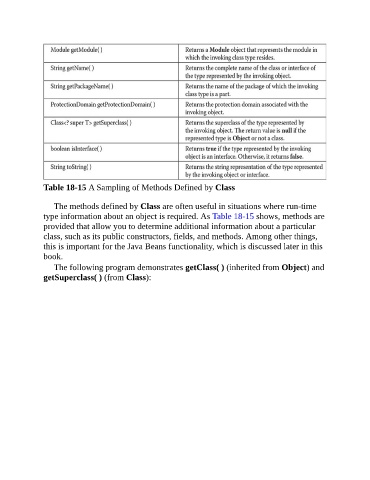 Module getModule( ) Returns a Module object that represents the module in
which the invoking class type resides.
String getName( ) Returns the complete name of the class or interface of
the type represented by the invoking object.
String getPackageName( ) Returns the name of the package of which the invoking
class type is a part.
ProtectionDomain getProtectionDomain( ) Returns the protection domain associated with the
invoking object.
Class<? super T> getSuperclass( ) Returns the superclass of the type represented by
the invoking object. The return value is null if the
represented type is Object or not a class.
boolean isInterface( ) Returns true if the type represented by the invoking
object is an interface. Otherwise, it returns false.
String toString( ) Returns the string representation of the type represented
by the invoking object or interface.
Table 18-15 A Sampling of Methods Defined by Class
The methods defined by Class are often useful in situations where run-time
type information about an object is required. As Table 18-15 shows, methods are
provided that allow you to determine additional information about a particular
class, such as its public constructors, fields, and methods. Among other things,
this is important for the Java Beans functionality, which is discussed later in this
book.
The following program demonstrates getClass( ) (inherited from Object) and
getSuperclass( ) (from Class):